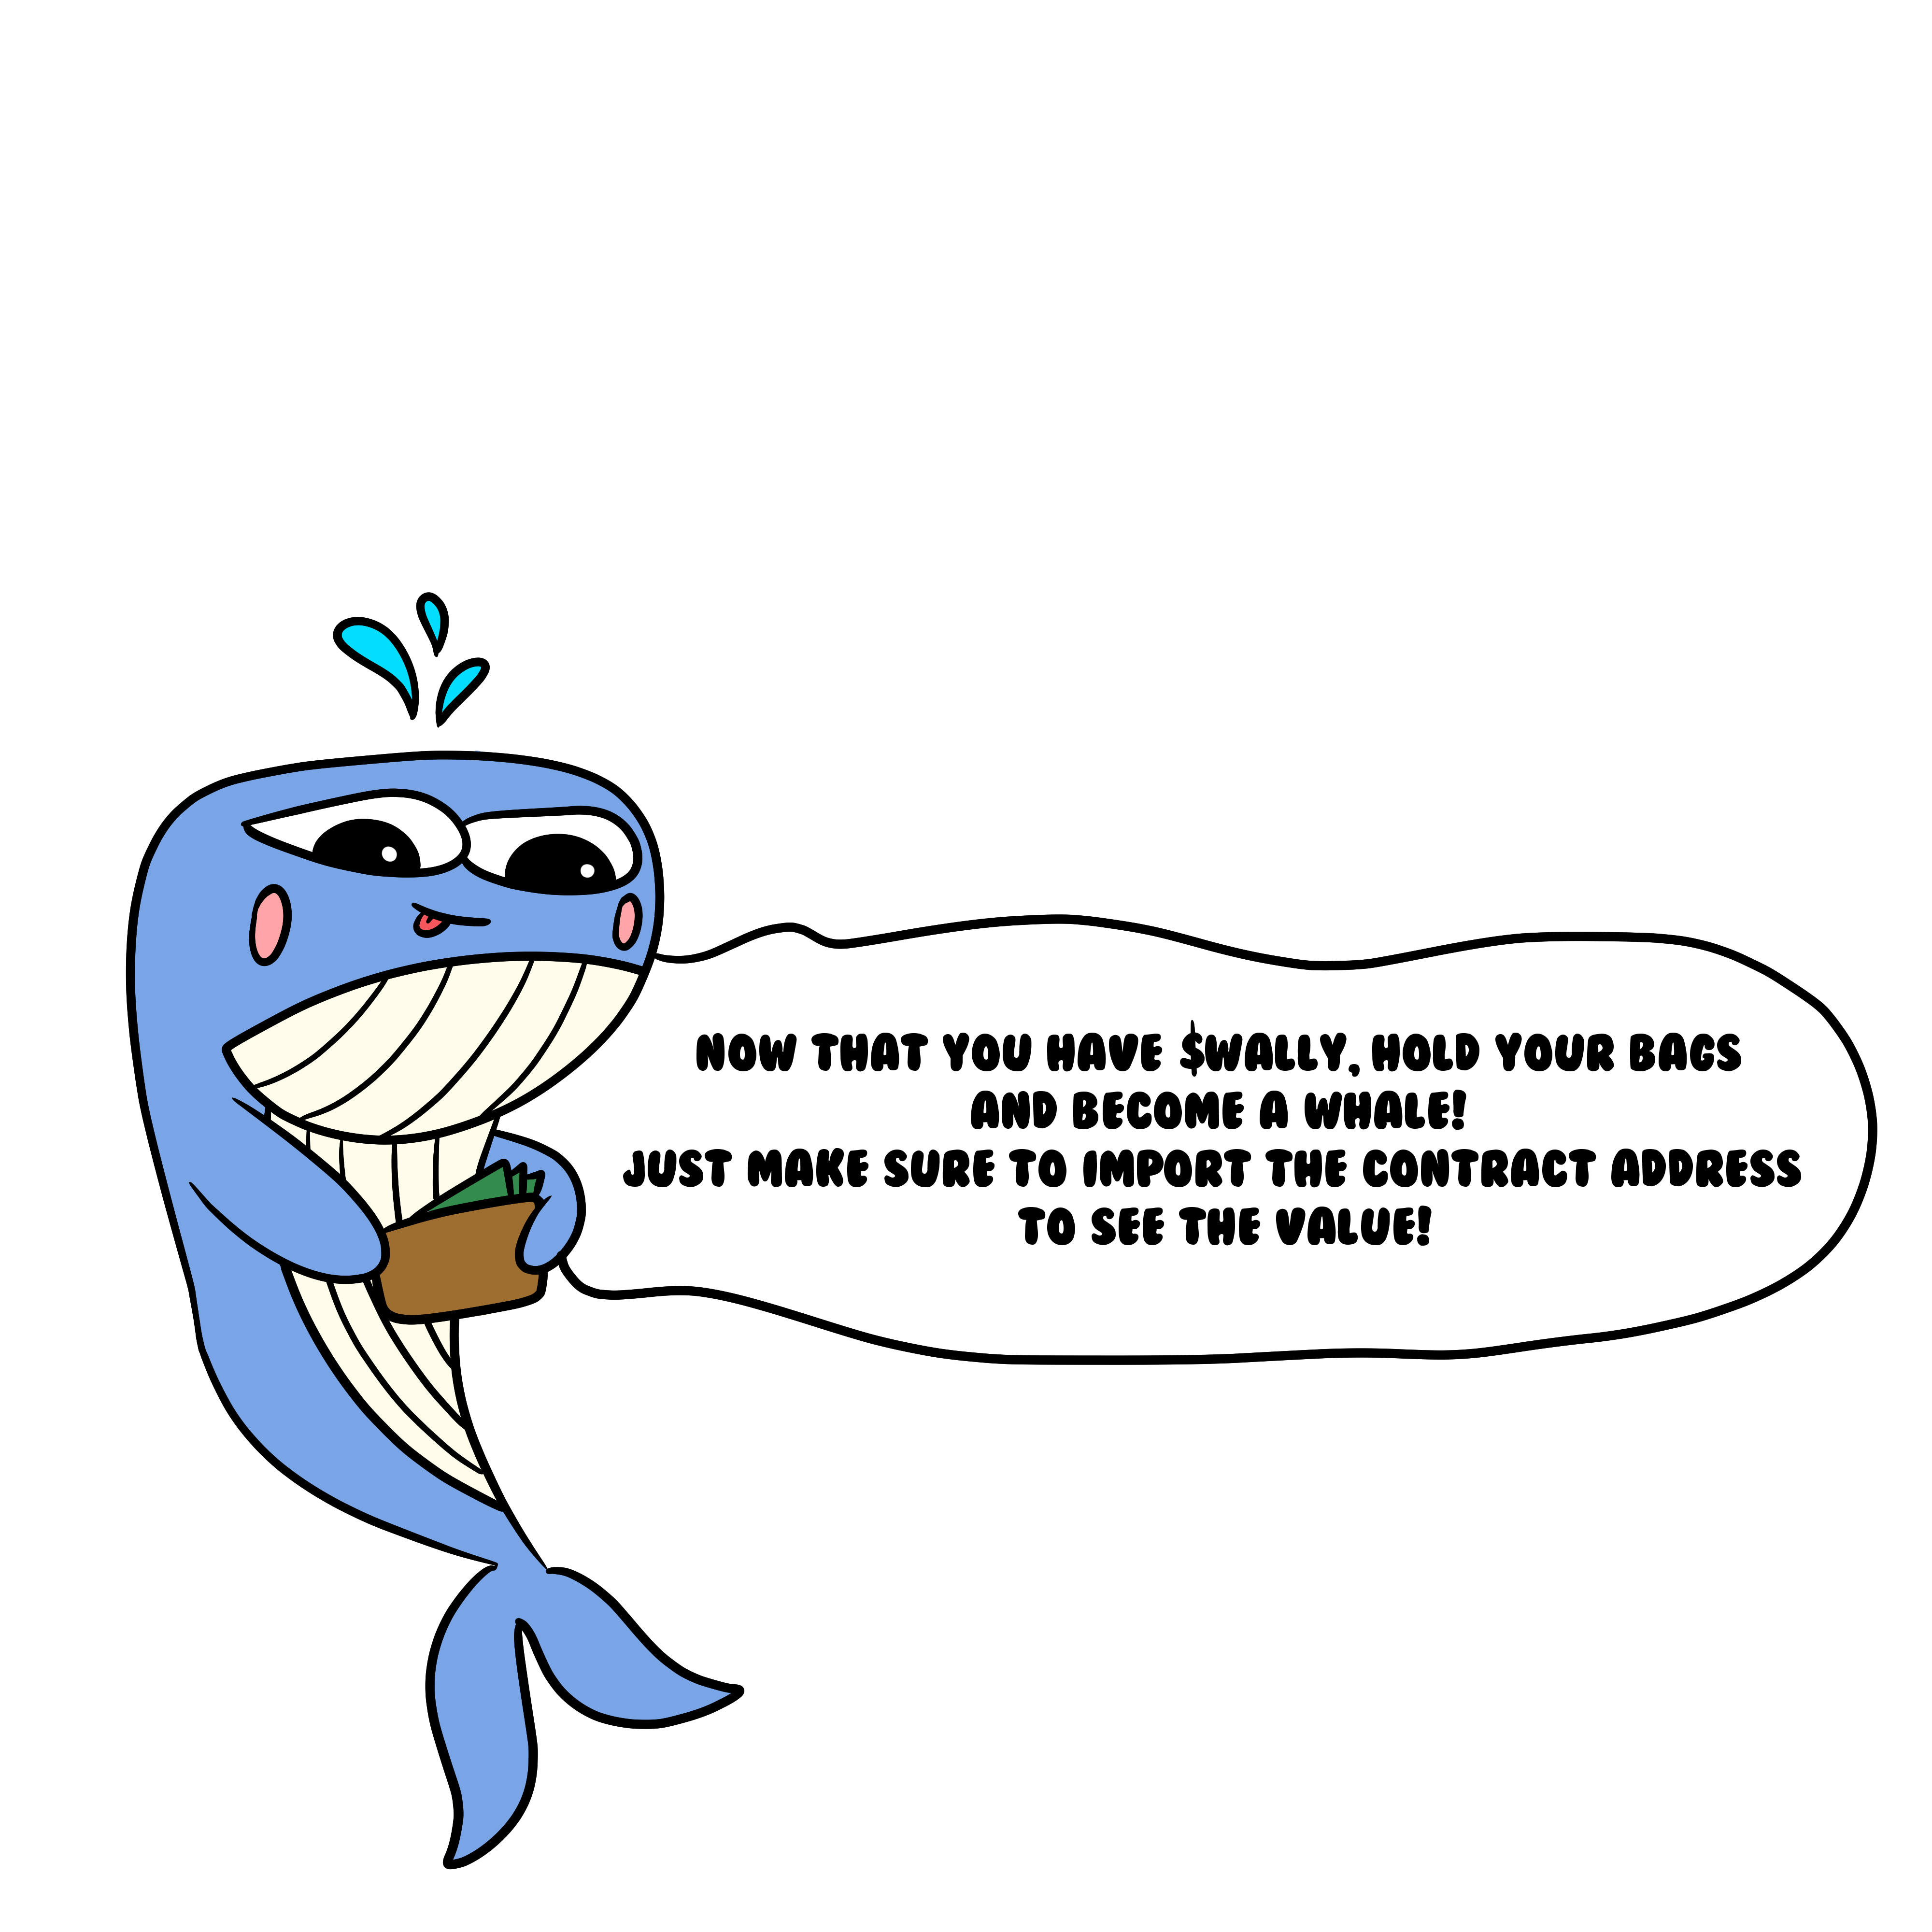 NOW THAT YOU HAVE $WALLY, HOLD YOUR BAGS
AND BECOME A WHALE!
JUST MAKE SURE TO IMPORT THE CONTRACT ADDRESS
TO SEE THE VALUE!